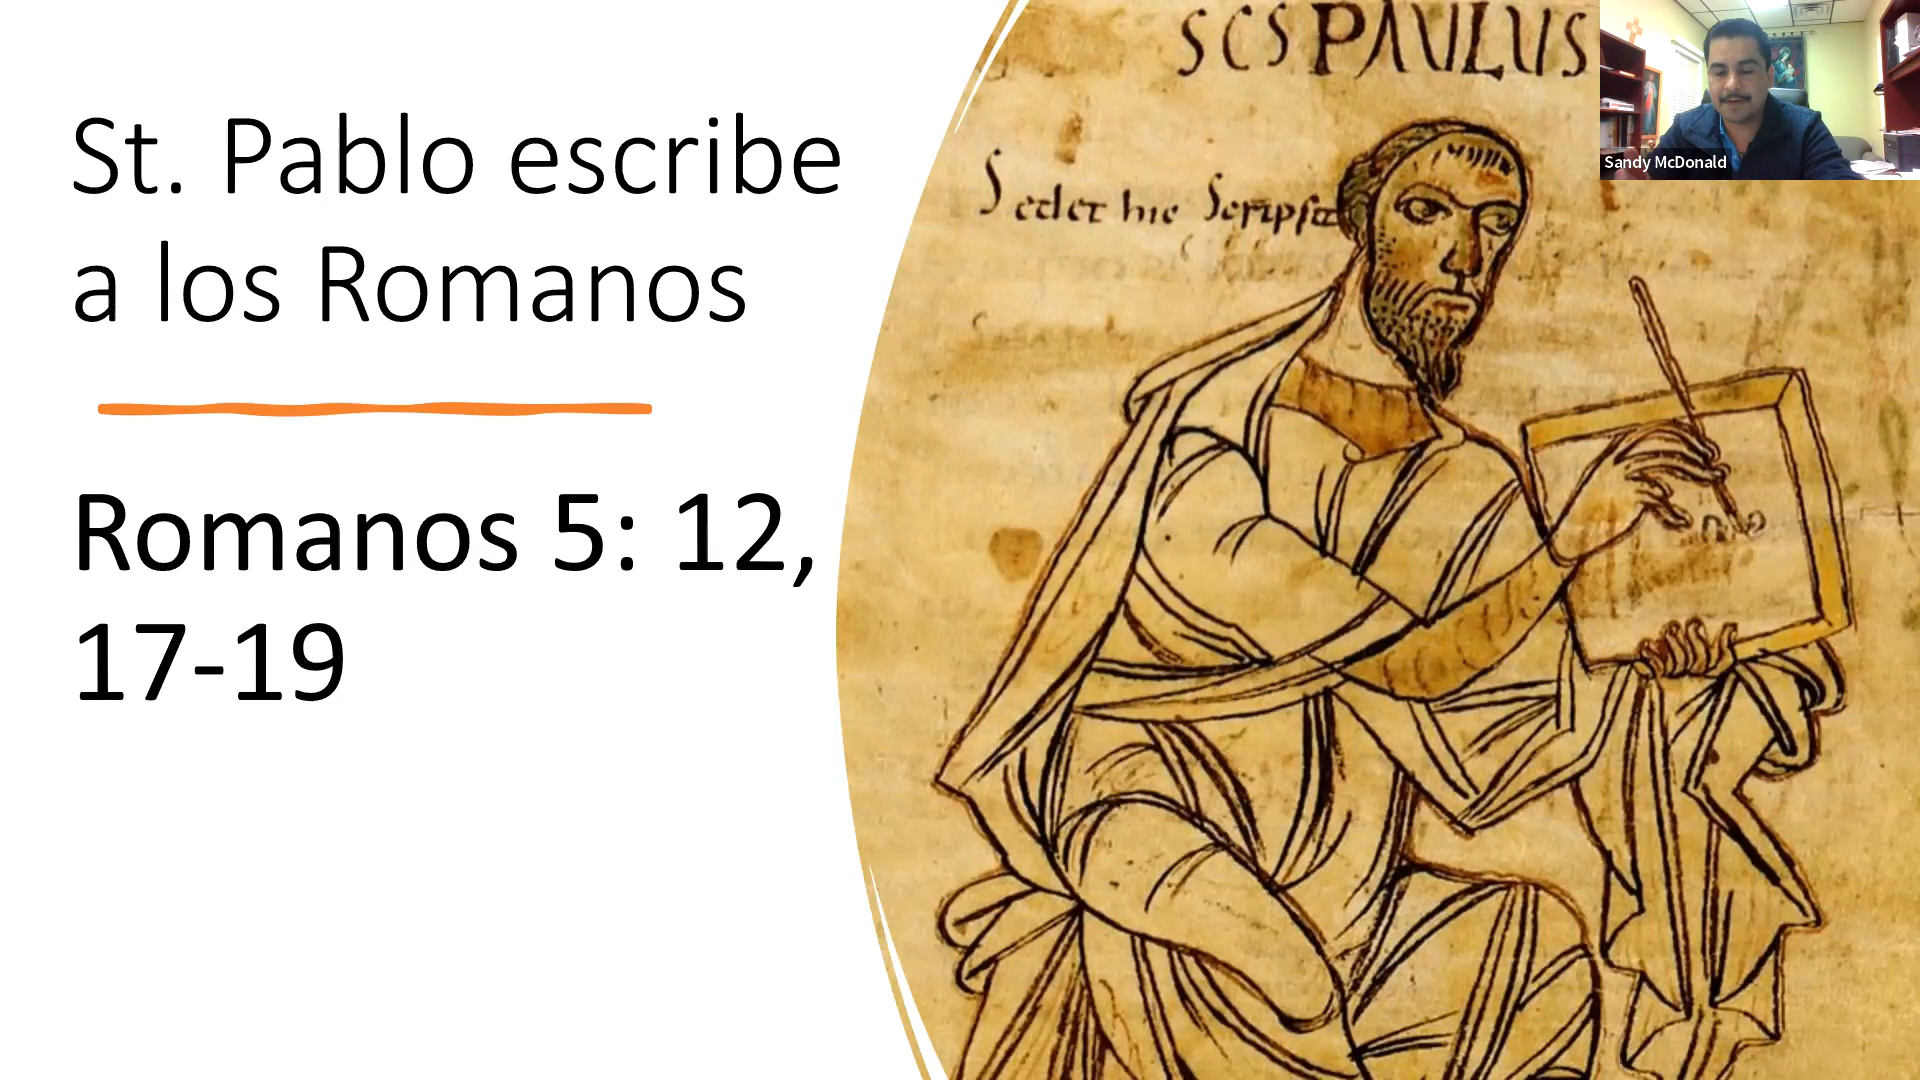 St. Pablo escribe
a los Romanos
Romanos 5: 12,
17-19
SCS PAULUS
Sedet hic Scripsit
Sandy McDonald